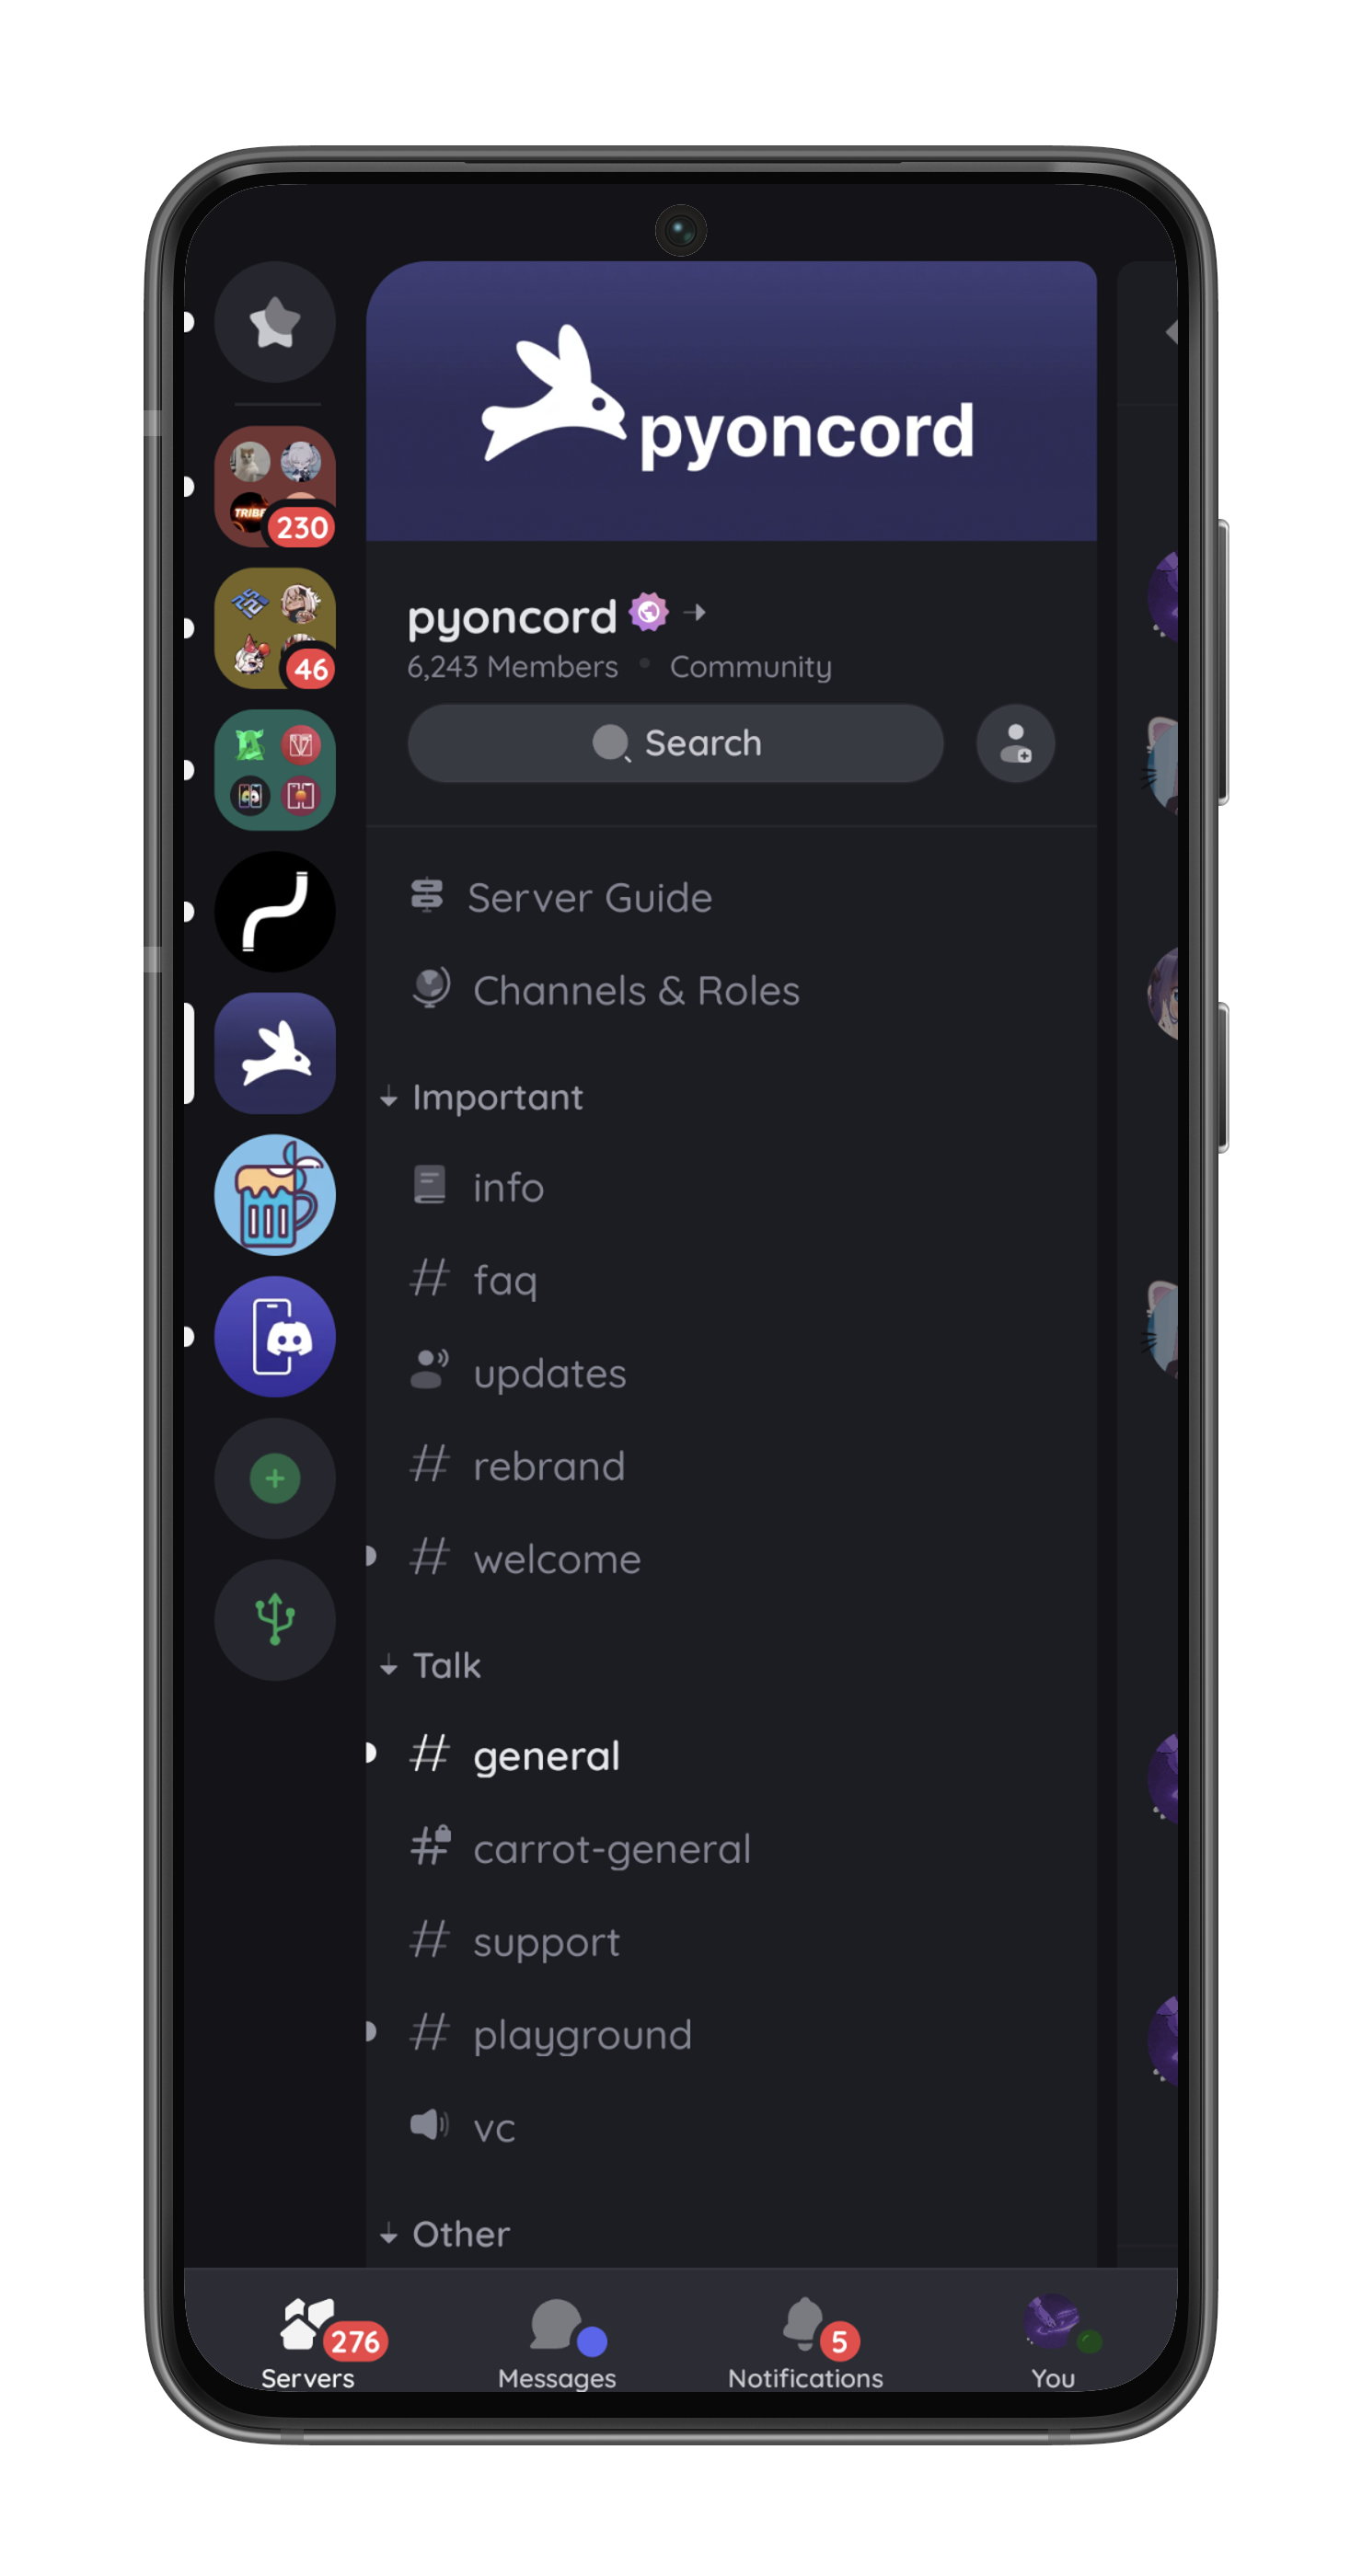 pyoncord
TRIBE
230
46
pyoncord
6,243 Members • Community
Search
Server Guide
Channels & Roles
Important
info
faq
updates
rebrand
welcome
Talk
general
carrot-general
support
playground
vc
Other
276
5
Servers
Messages
Notifications
You